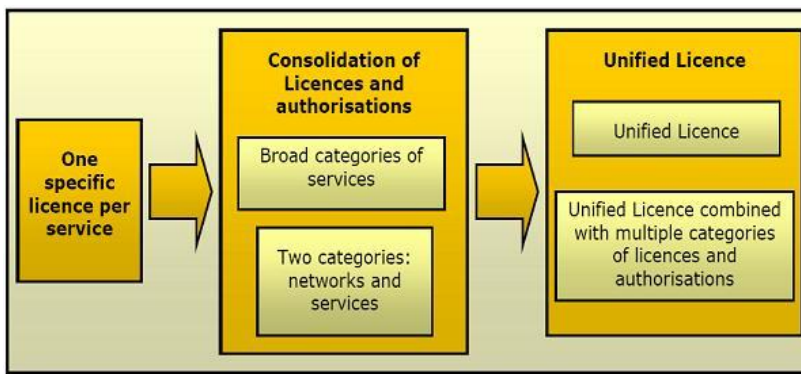 One
specific
licence per
service
Consolidation of
Licences and
authorisations
Broad categories of
services
Two categories:
networks and
services
Unified Licence
Unified Licence
Unified Licence combined
with multiple categories
of licences and
authorisations